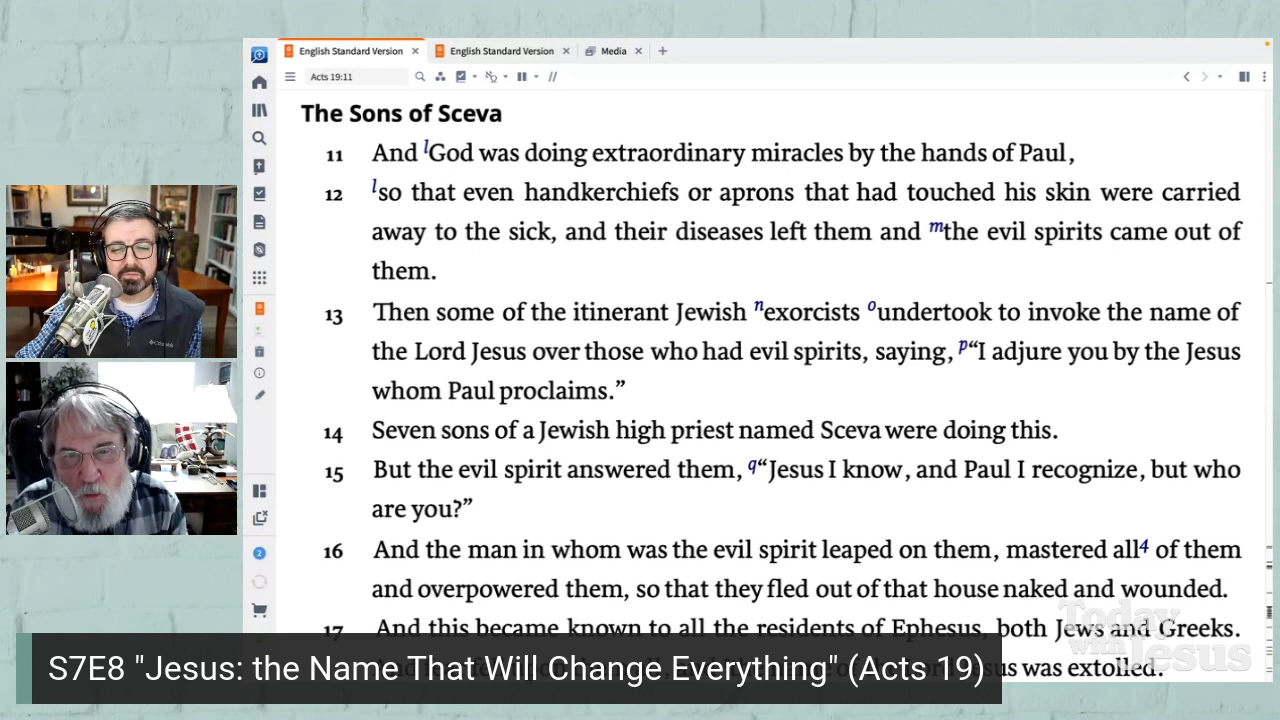 English Standard Version
English Standard Version
Media
Acts 19:11
The Sons of Sceva
11 And lGod was doing extraordinary miracles by the hands of Paul,
12 lso that even handkerchiefs or aprons that had touched his skin were carried
away to the sick, and their diseases left them and mthe evil spirits came out of
them.
13 Then some of the itinerant Jewish nexorcists oundertook to invoke the name of
the Lord Jesus over those who had evil spirits, saying, p“I adjure you by the Jesus
whom Paul proclaims.”
14 Seven sons of a Jewish high priest named Sceva were doing this.
15 But the evil spirit answered them, q“Jesus I know, and Paul I recognize, but who
are you?”
16 And the man in whom was the evil spirit leaped on them, mastered all4 of them
and overpowered them, so that they fled out of that house naked and wounded.
17 And this became known to all the residents of Ephesus, both Jews and Greeks.
was extolled.
2
Today
with Jesus
S7E8 "Jesus: the Name That Will Change Everything" (Acts 19)